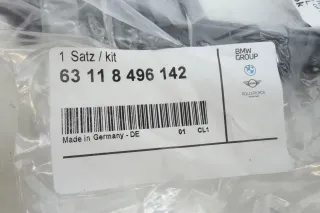 1 Satz / kit
63 11 8 496 142
BMW
GROUP
Made in Germany - DE 01 CL1